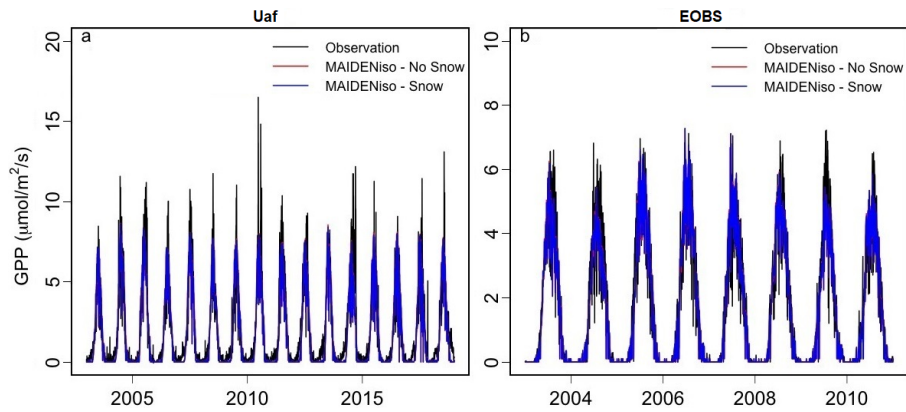 Uaf
EOBS
a
Observation
MAIDENiso - No Snow
MAIDENiso - Snow
GPP (μmol/m²/s)
20
15
10
5
0
2005
2010
2015
b
Observation
MAIDENiso - No Snow
MAIDENiso - Snow
10
8
6
4
2
0
2004
2006
2008
2010